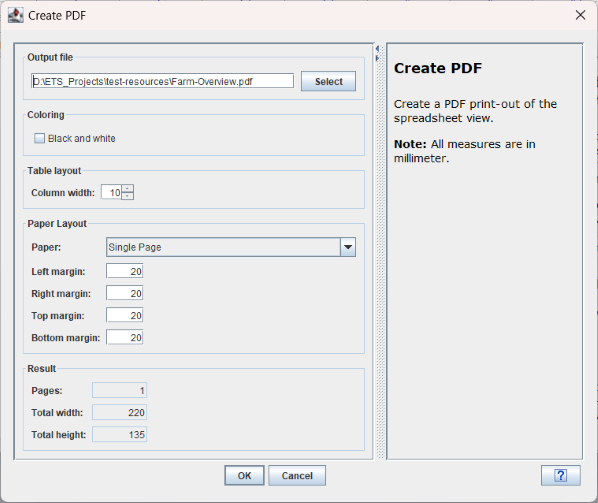 Create PDF
Output file
D:\ETS_Projects\test-resources\Farm-Overview.pdf
Select
Coloring
Black and white
Table layout
Column width: 10
Paper Layout
Paper: Single Page
Left margin: 20
Right margin: 20
Top margin: 20
Bottom margin: 20
Result
Pages: 1
Total width: 220
Total height: 135
OK
Cancel
Create PDF
Create a PDF print-out of the
spreadsheet view.
Note: All measures are in
millimeter.
?